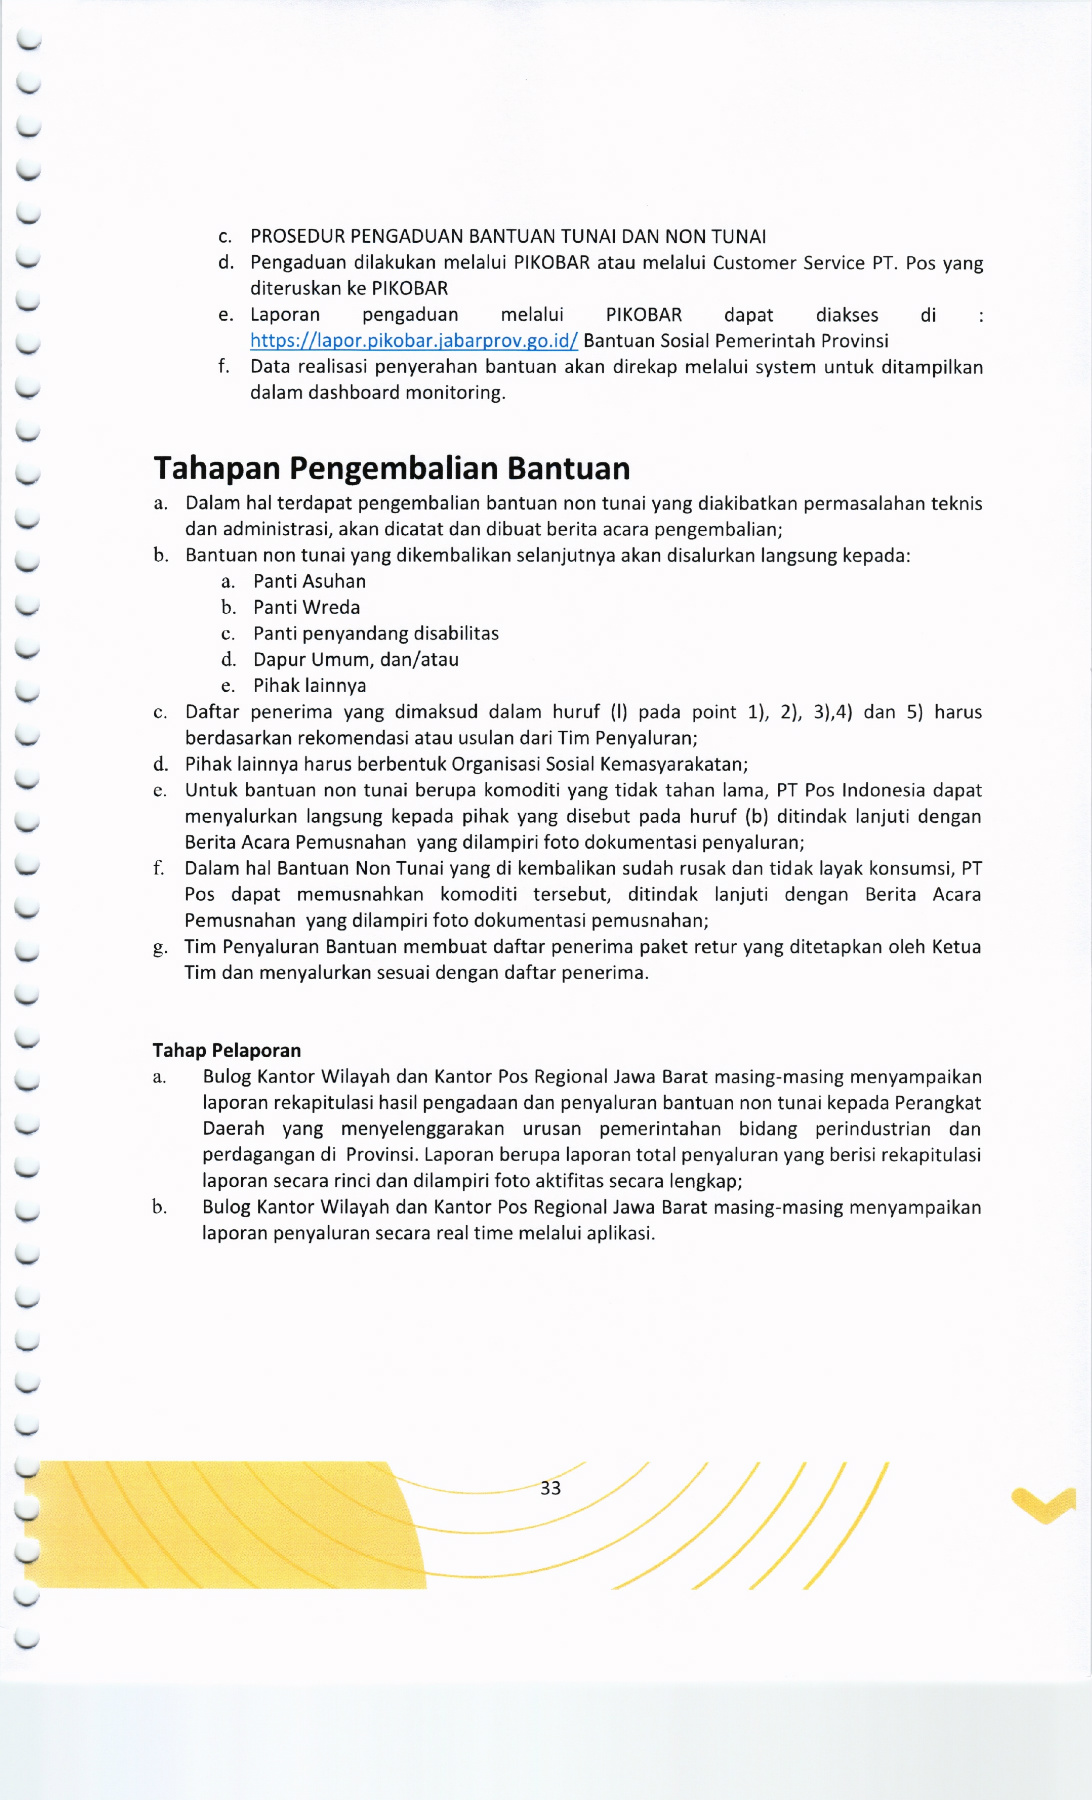 c. PROSEDUR PENGADUAN BANTUAN TUNAI DAN NON TUNAI
d. Pengaduan dilakukan melalui PIKOBAR atau melalui Customer Service PT. Pos yang
diteruskan ke PIKOBAR
e. Laporan pengaduan melalui PIKOBAR dapat diakses di :
https://lapor.pikobar.jabarprov.go.id/ Bantuan Sosial Pemerintah Provinsi
f. Data realisasi penyerahan bantuan akan direkap melalui system untuk ditampilkan
dalam dashboard monitoring.
Tahapan Pengembalian Bantuan
a. Dalam hal terdapat pengembalian bantuan non tunai yang diakibatkan permasalahan teknis
dan administrasi, akan dicatat dan dibuat berita acara pengembalian;
b. Bantuan non tunai yang dikembalikan selanjutnya akan disalurkan langsung kepada:
a. Panti Asuhan
b. Panti Wreda
c. Panti penyandang disabilitas
d. Dapur Umum, dan/atau
e. Pihak lainnya
c. Daftar penerima yang dimaksud dalam huruf (l) pada point 1), 2), 3),4) dan 5) harus
berdasarkan rekomendasi atau usulan dari Tim Penyaluran;
d. Pihak lainnya harus berbentuk Organisasi Sosial Kemasyarakatan;
e. Untuk bantuan non tunai berupa komoditi yang tidak tahan lama, PT Pos Indonesia dapat
menyalurkan langsung kepada pihak yang disebut pada huruf (b) ditindak lanjuti dengan
Berita Acara Pemusnahan yang dilampiri foto dokumentasi penyaluran;
f. Dalam hal Bantuan Non Tunai yang di kembalikan sudah rusak dan tidak layak konsumsi, PT
Pos dapat memusnahkan komoditi tersebut, ditindak lanjuti dengan Berita Acara
Pemusnahan yang dilampiri foto dokumentasi pemusnahan;
g. Tim Penyaluran Bantuan membuat daftar penerima paket retur yang ditetapkan oleh Ketua
Tim dan menyalurkan sesuai dengan daftar penerima.
Tahap Pelaporan
a. Bulog Kantor Wilayah dan Kantor Pos Regional Jawa Barat masing-masing menyampaikan
laporan rekapitulasi hasil pengadaan dan penyaluran bantuan non tunai kepada Perangkat
Daerah yang menyelenggarakan urusan pemerintahan bidang perindustrian dan
perdagangan di Provinsi. Laporan berupa laporan total penyaluran yang berisi rekapitulasi
laporan secara rinci dan dilampiri foto aktifitas secara lengkap;
b. Bulog Kantor Wilayah dan Kantor Pos Regional Jawa Barat masing-masing menyampaikan
laporan penyaluran secara real time melalui aplikasi.
33